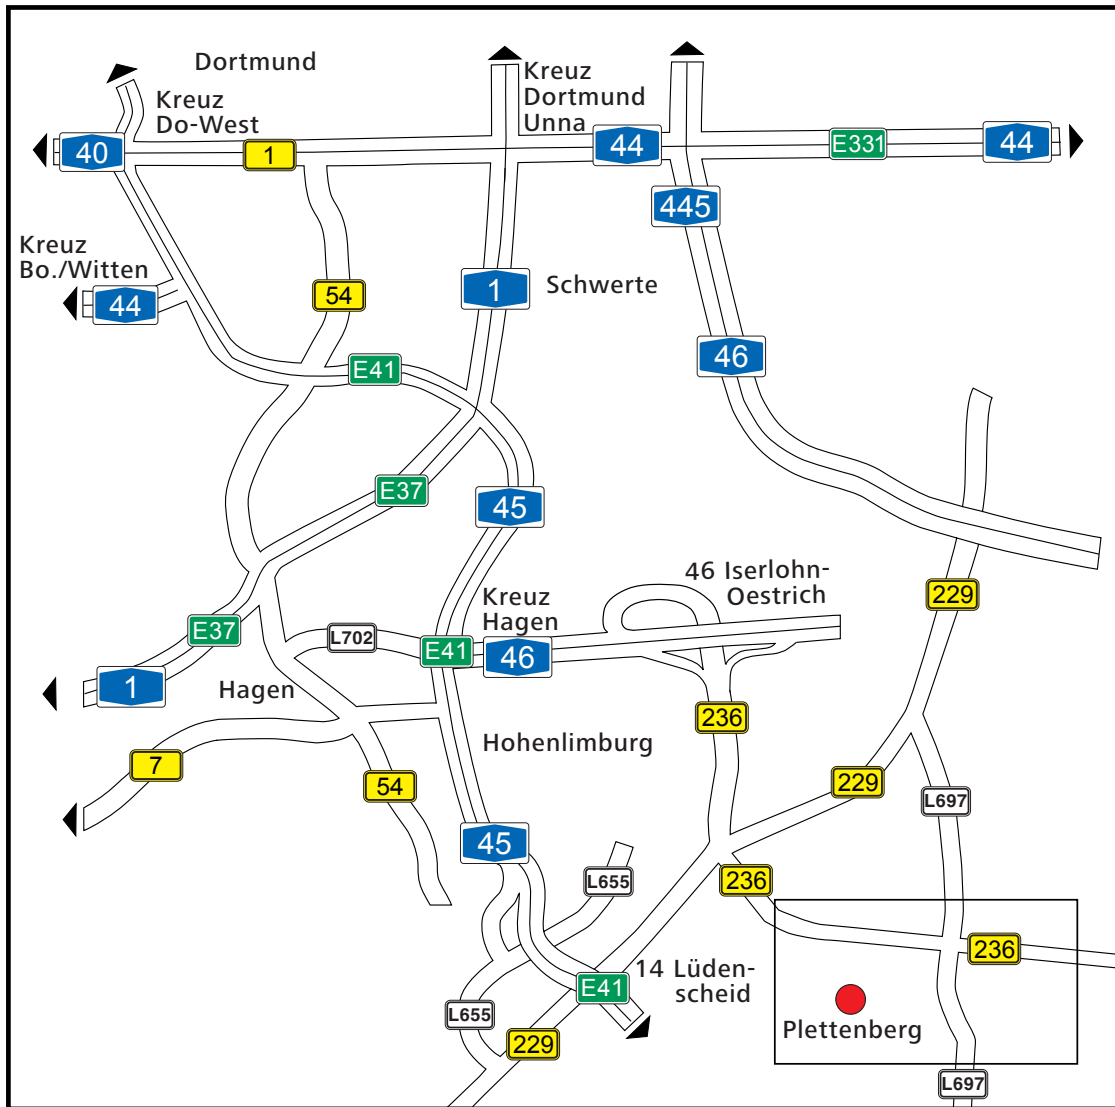 Dortmund
Kreuz
Do-West
Kreuz
Dortmund
Unna
40
1
44
E331
44
445
Kreuz
Bo./Witten
44
54
1
Schwerte
46
E41
E37
45
46 Iserlohn-
Oestrich
229
Kreuz
Hagen
E37
L702
E41
46
1
Hagen
236
Hohenlimburg
7
54
229
L697
45
L655
236
236
14 Lüden-
scheid
E41
L655
229
Plettenberg
L697